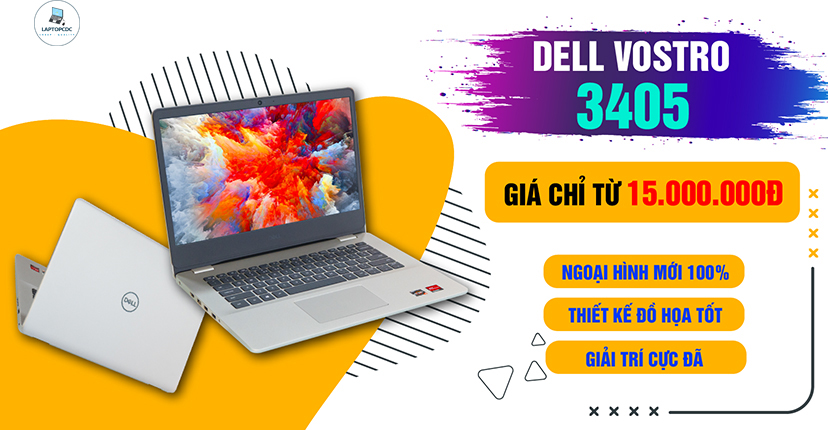 LAPTOPCDC
DELL VOSTRO
3405
GIÁ CHỈ TỪ 15.000.000Đ
NGOẠI HÌNH MỚI 100%
THIẾT KẾ ĐỒ HỌA TỐT
GIẢI TRÍ CỰC ĐÃ
DELL